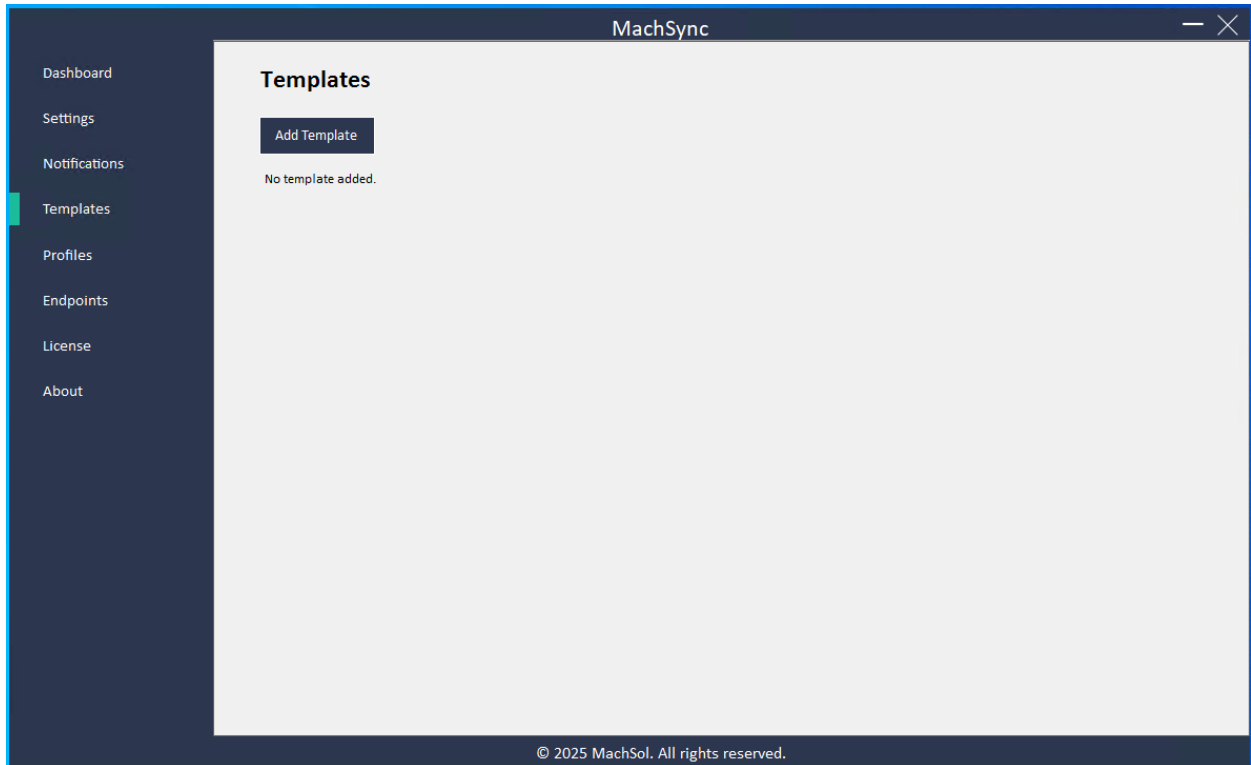 MachSync
Dashboard
Settings
Notifications
Templates
Profiles
Endpoints
License
About
Templates
Add Template
No template added.
© 2025 MachSol. All rights reserved.